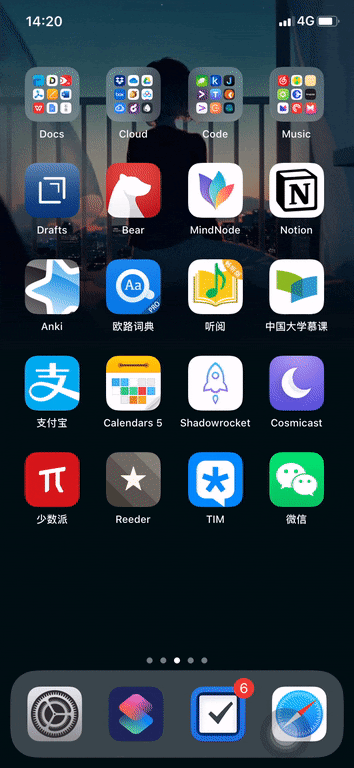 14:20 4G
Docs Cloud Code Music
Drafts Bear MindNode Notion
Aa
PRO
Anki 欧路词典 听阅 中国大学慕课
支付宝 Calendars 5 Shadowrocket Cosmicast
少数派 Reeder TIM 微信
6